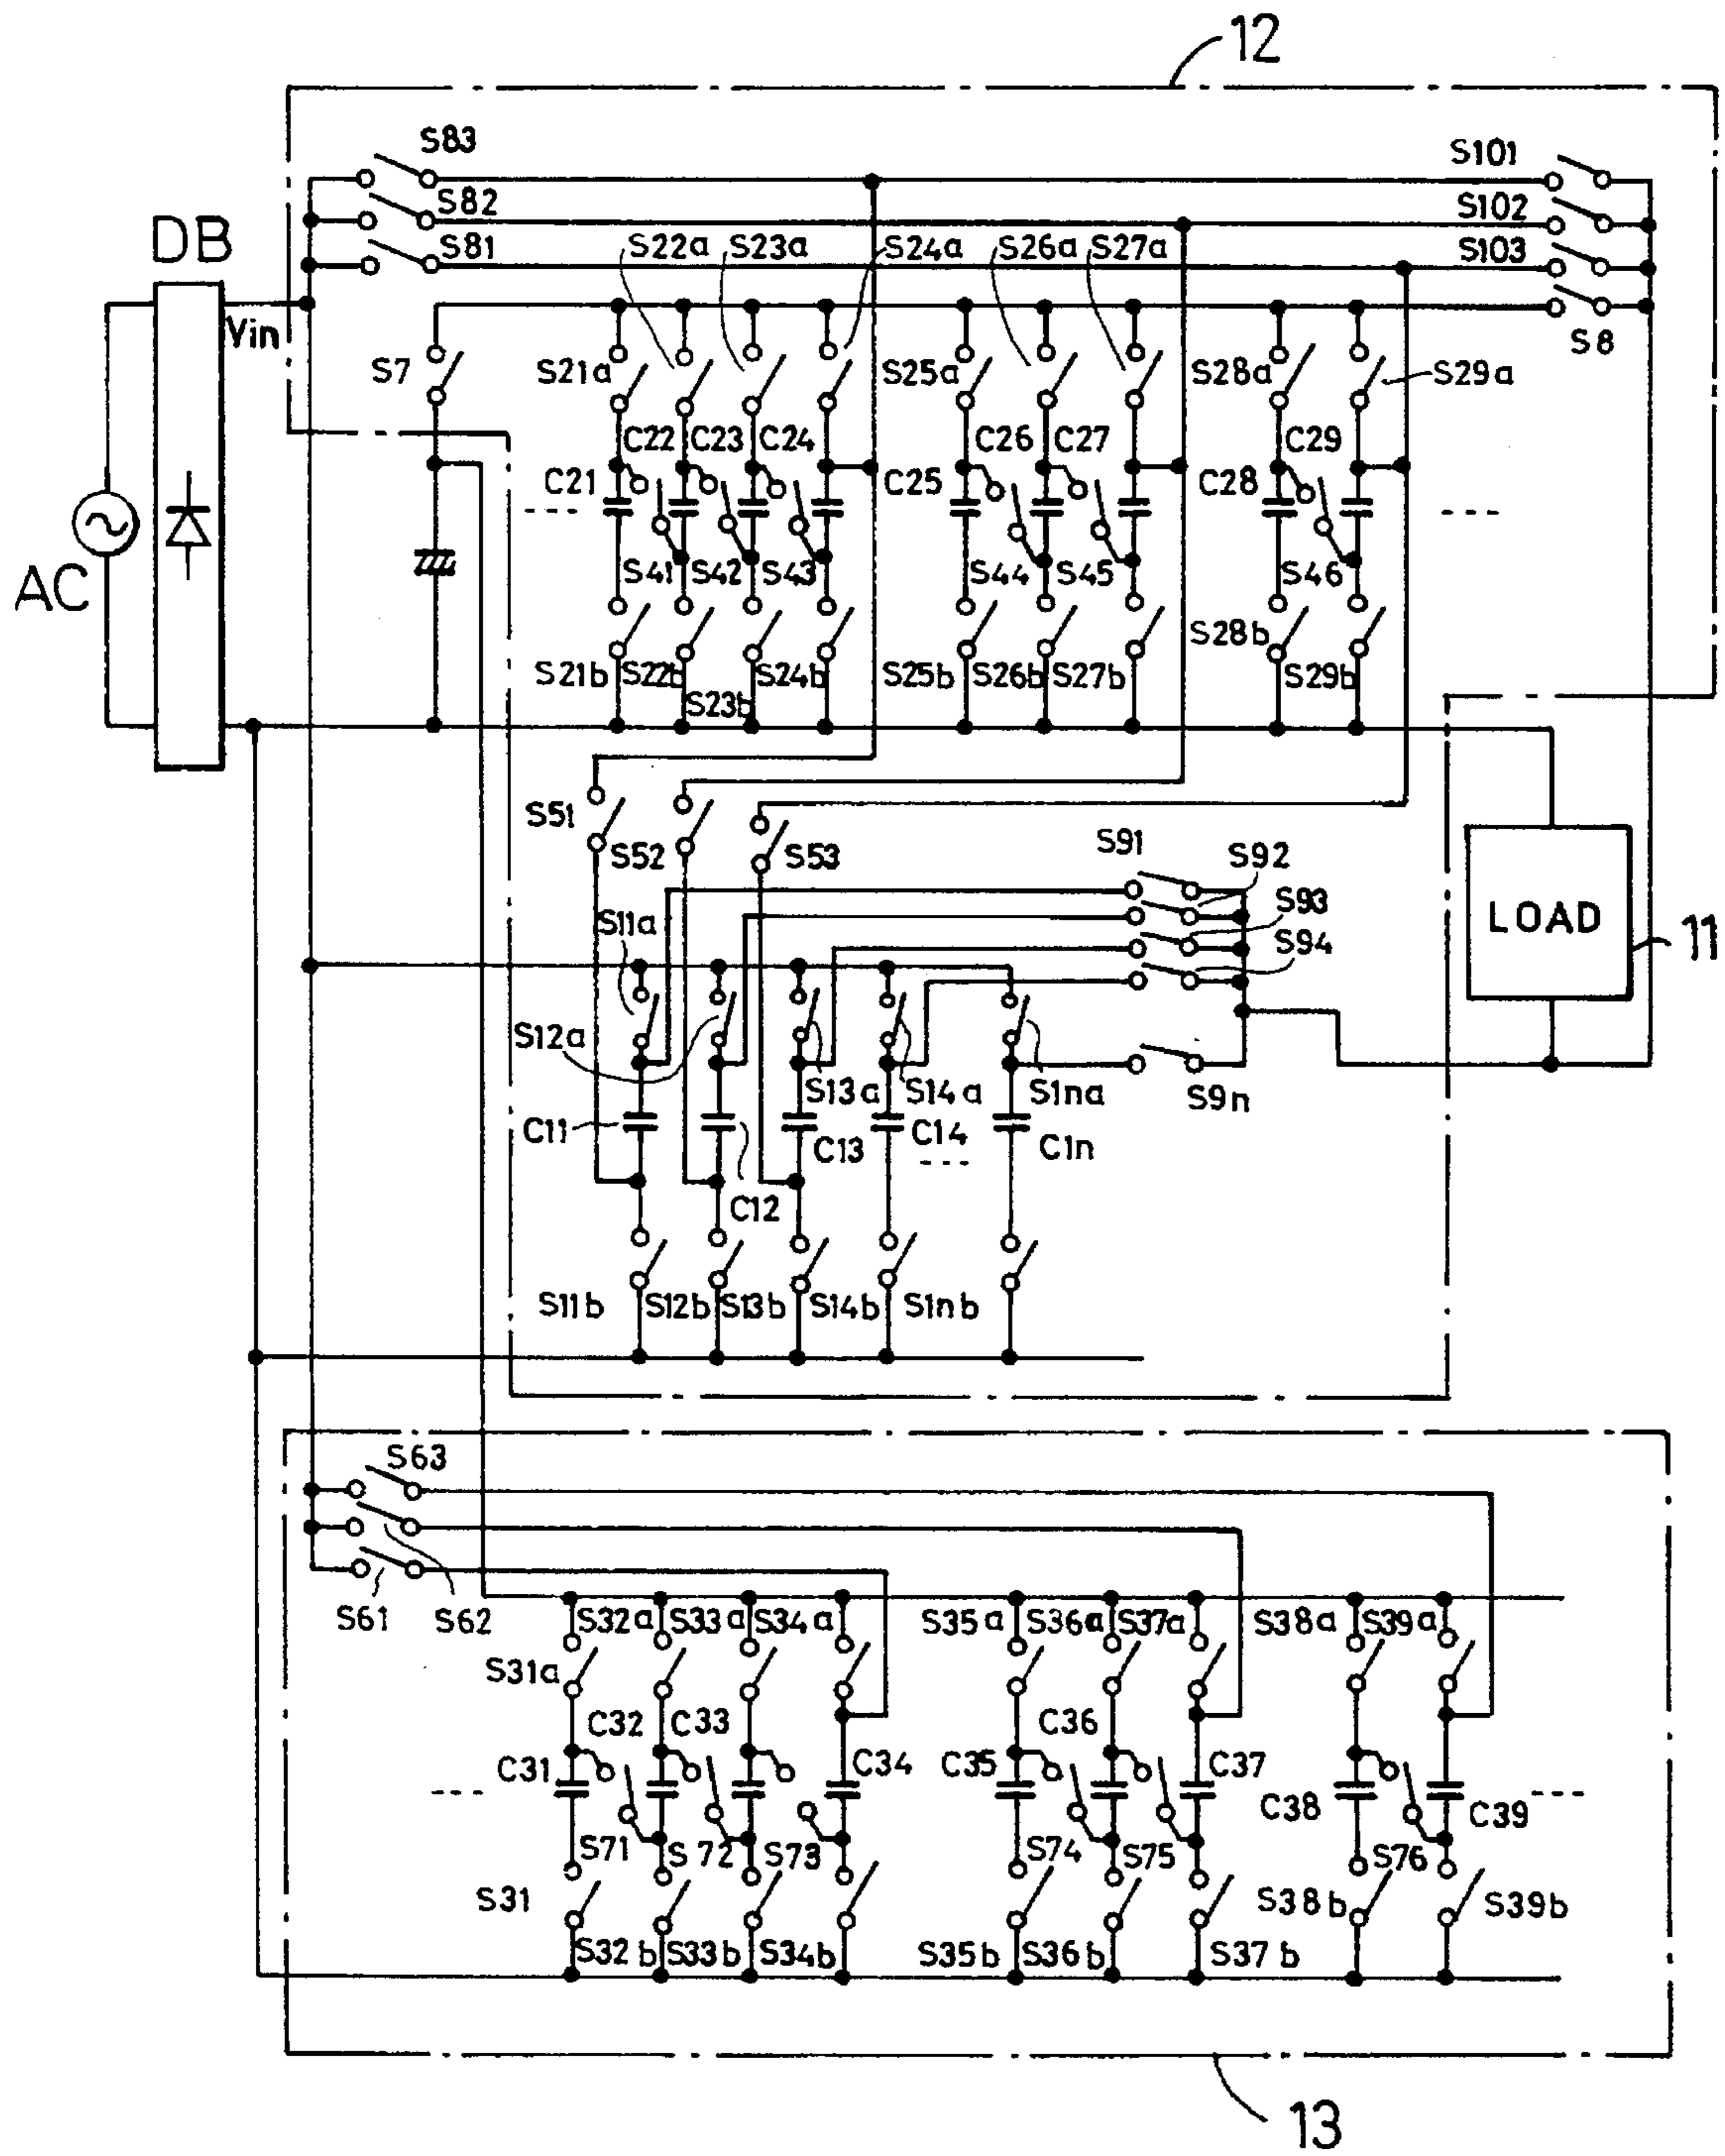 12
S83
S101
S82
S102
DB
S81
S22a
S23a
S24a
S26a
S27a
S103
Vin
S7
S21a
S25a
S28a
S8
S29a
C22
C23
C24
C26
C27
C29
C21
C25
C28
- - -
- - -
AC
S41
S42
S43
S44
S45
S46
S28b
S21b
S22b
S24b
S25b
S26b
S27b
S29b
S23b
S51
S52
S53
S91
S92
S93
S94
LOAD
11
S11a
S12a
S13a
S14a
S1na
S9n
C11
C13
C14
C1n
- - -
C12
S11b
S12b
S13b
S14b
S1nb
S63
S61
S62
S32a
S33a
S34a
S35a
S36a
S37a
S38a
S39a
S31a
C32
C33
C36
C31
C34
C35
C37
C38
C39
- - -
- - -
S71
S72
S73
S74
S75
S76
S31
S38b
S39b
S32b
S33b
S34b
S35b
S36b
S37b
13